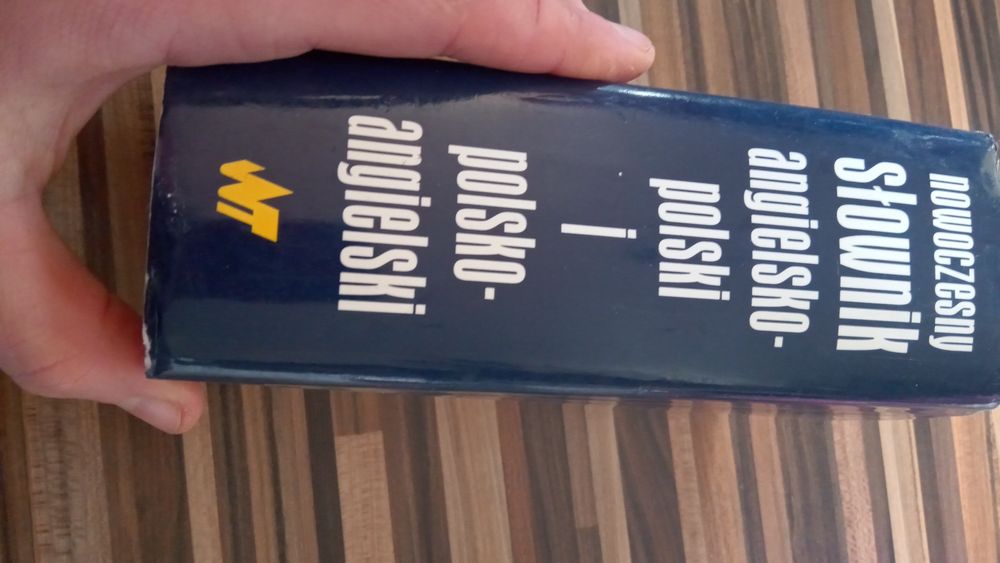 nowoczesny
słownik
angielsko-
polski
i
polsko-
angielski
WT